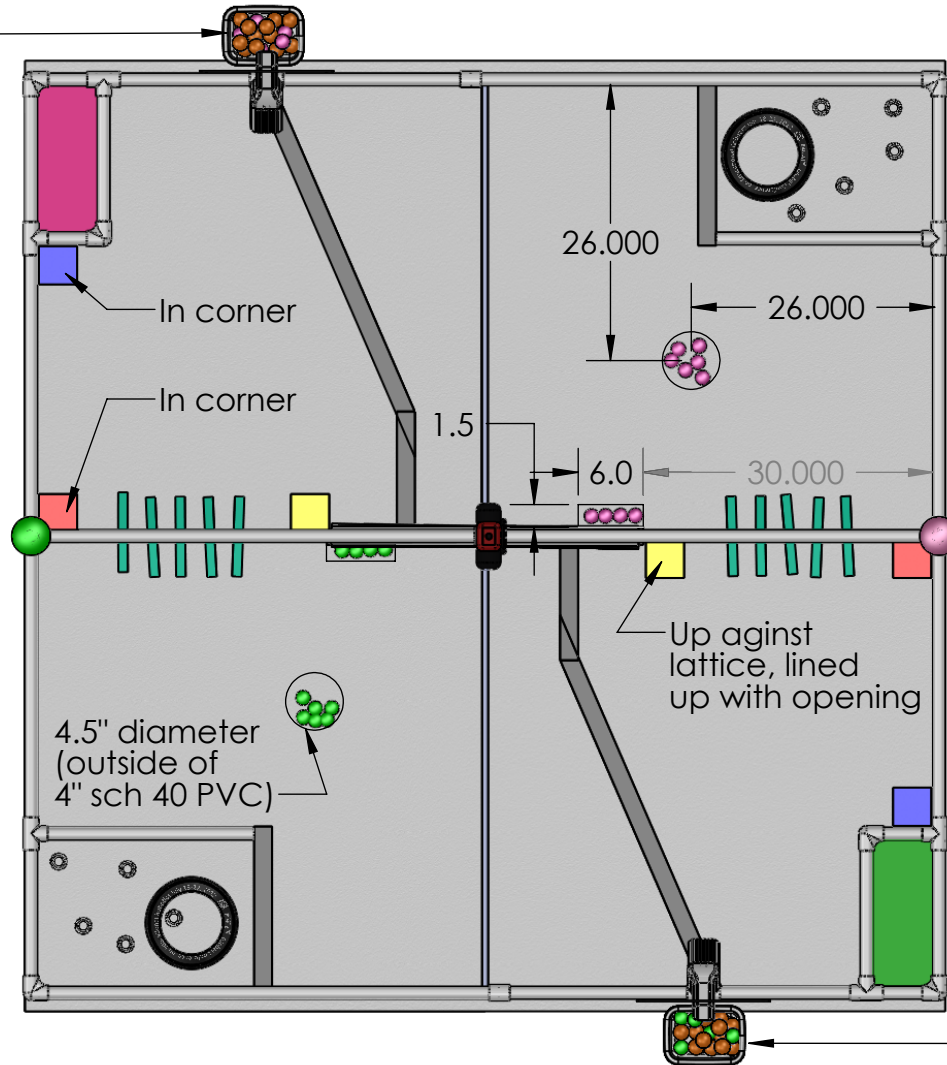 26.000
26.000
In corner
In corner
1.5
6.0
30.000
Up aginst
lattice, lined
up with opening
4.5" diameter
(outside of
4" sch 40 PVC)